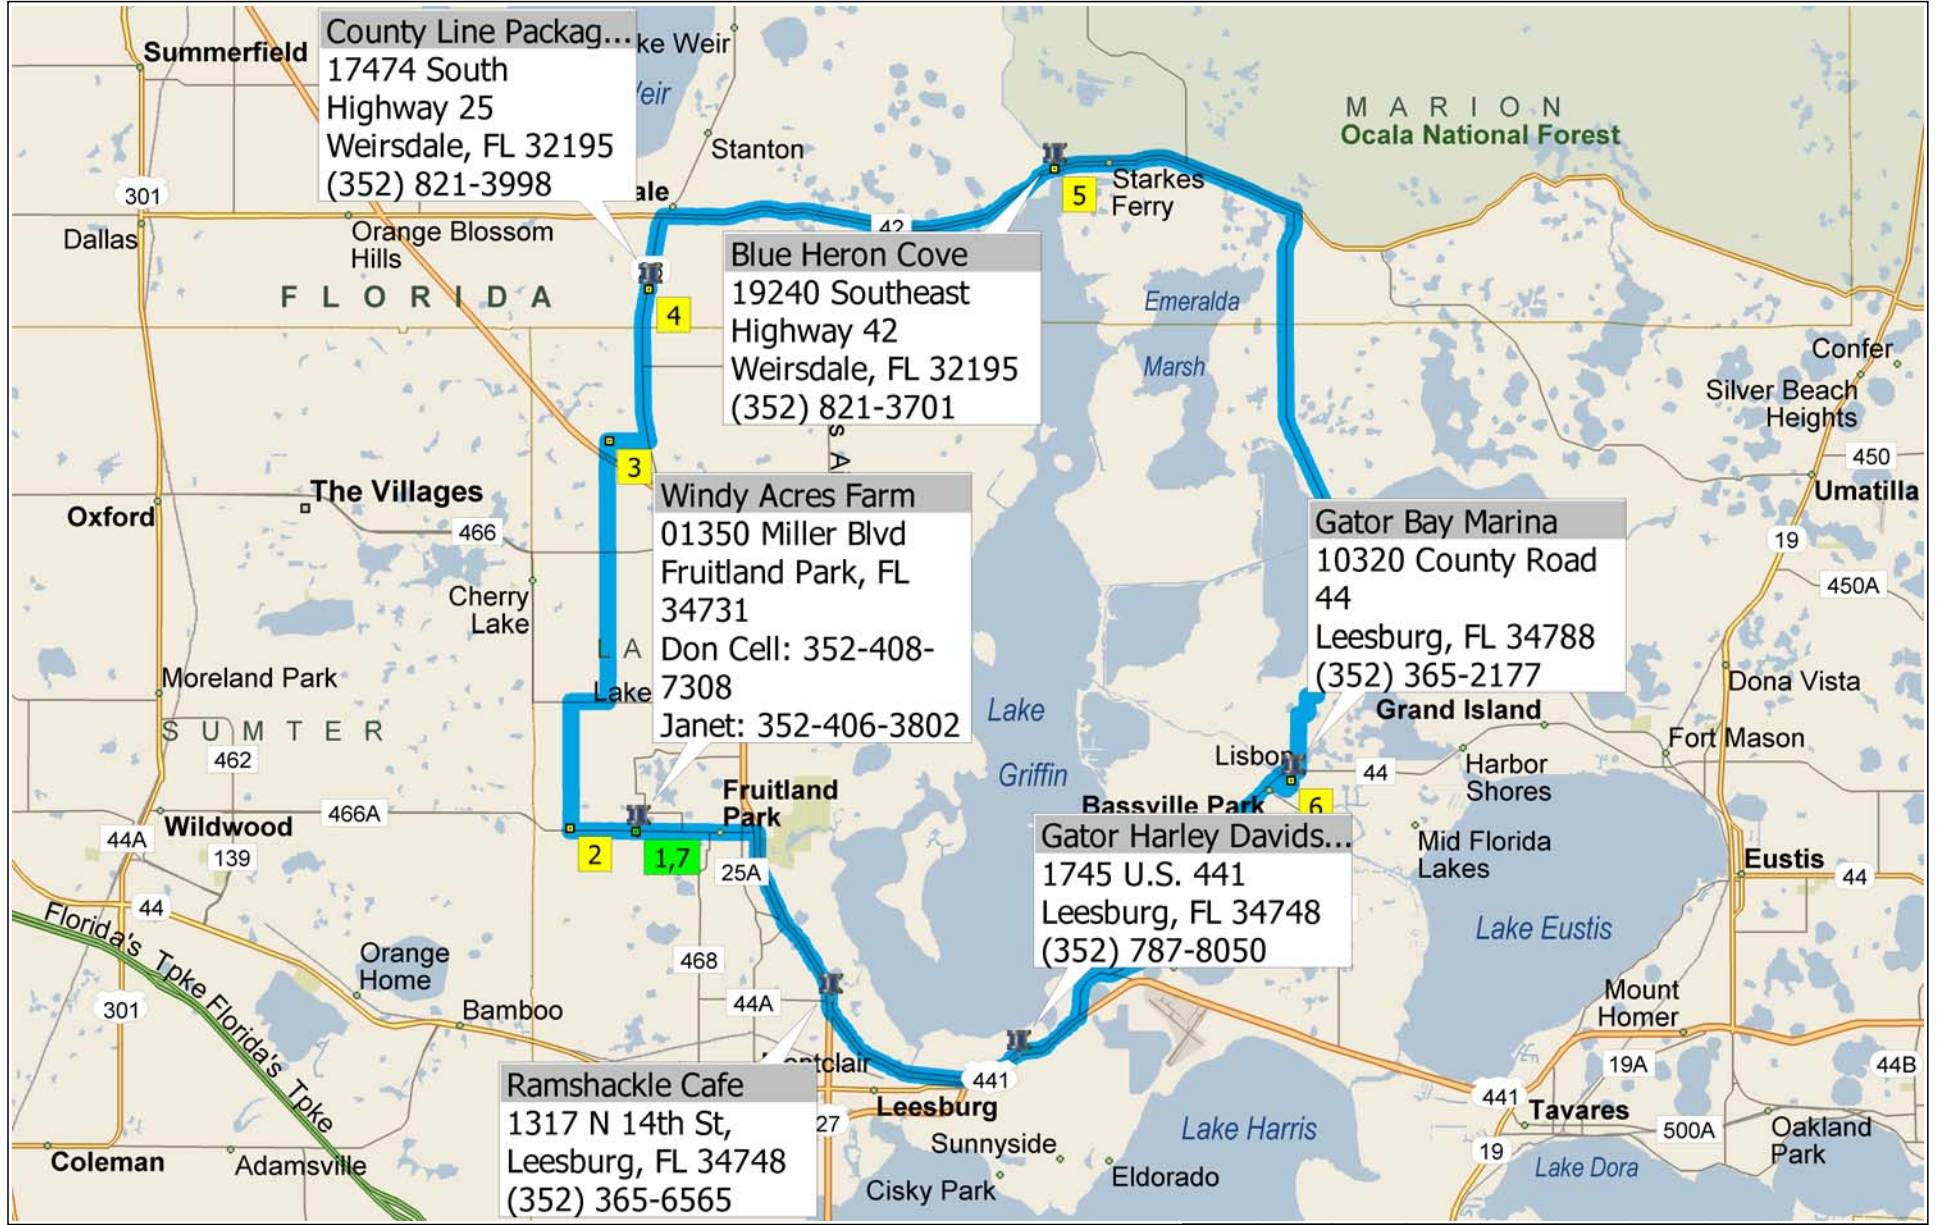 County Line Packag...
17474 South
Highway 25
Weirsdale, FL 32195
(352) 821-3998
Summerfield
ke Weir
Weir
Stanton
M A R I O N
Ocala National Forest
301
ale
5
Starkes
Ferry
Dallas
Orange Blossom
Hills
42
Blue Heron Cove
19240 Southeast
Highway 42
Weirsdale, FL 32195
(352) 821-3701
F L O R I D A
4
Emeralda
Marsh
Confer
Silver Beach
Heights
3
450
Umatilla
The Villages
Oxford
466
Windy Acres Farm
01350 Miller Blvd
Fruitland Park, FL
34731
Don Cell: 352-408-
7308
Janet: 352-406-3802
Gator Bay Marina
10320 County Road
44
Leesburg, FL 34788
(352) 365-2177
19
450A
Cherry
Lake
L A
Lake
Moreland Park
S U M T E R
462
Lake
Griffin
Grand Island
Dona Vista
Lisbon
44
Harbor
Shores
Fort Mason
Fruitland
Park
Bassville Park
6
466A
Wildwood
44A
139
2
1,7
25A
Gator Harley Davids...
1745 U.S. 441
Leesburg, FL 34748
(352) 787-8050
Mid Florida
Lakes
Eustis
44
44
Florida's Tpke
Florida's Tpke
Orange
Home
468
Lake Eustis
301
Bamboo
44A
Mount
Homer
Ramshackle Cafe
1317 N 14th St,
Leesburg, FL 34748
(352) 365-6565
441
Leesburg
27
Sunnyside
Cisky Park
Eldorado
Lake Harris
19A
44B
441
Tavares
500A
Oakland
Park
19
Lake Dora
Coleman
Adamsville